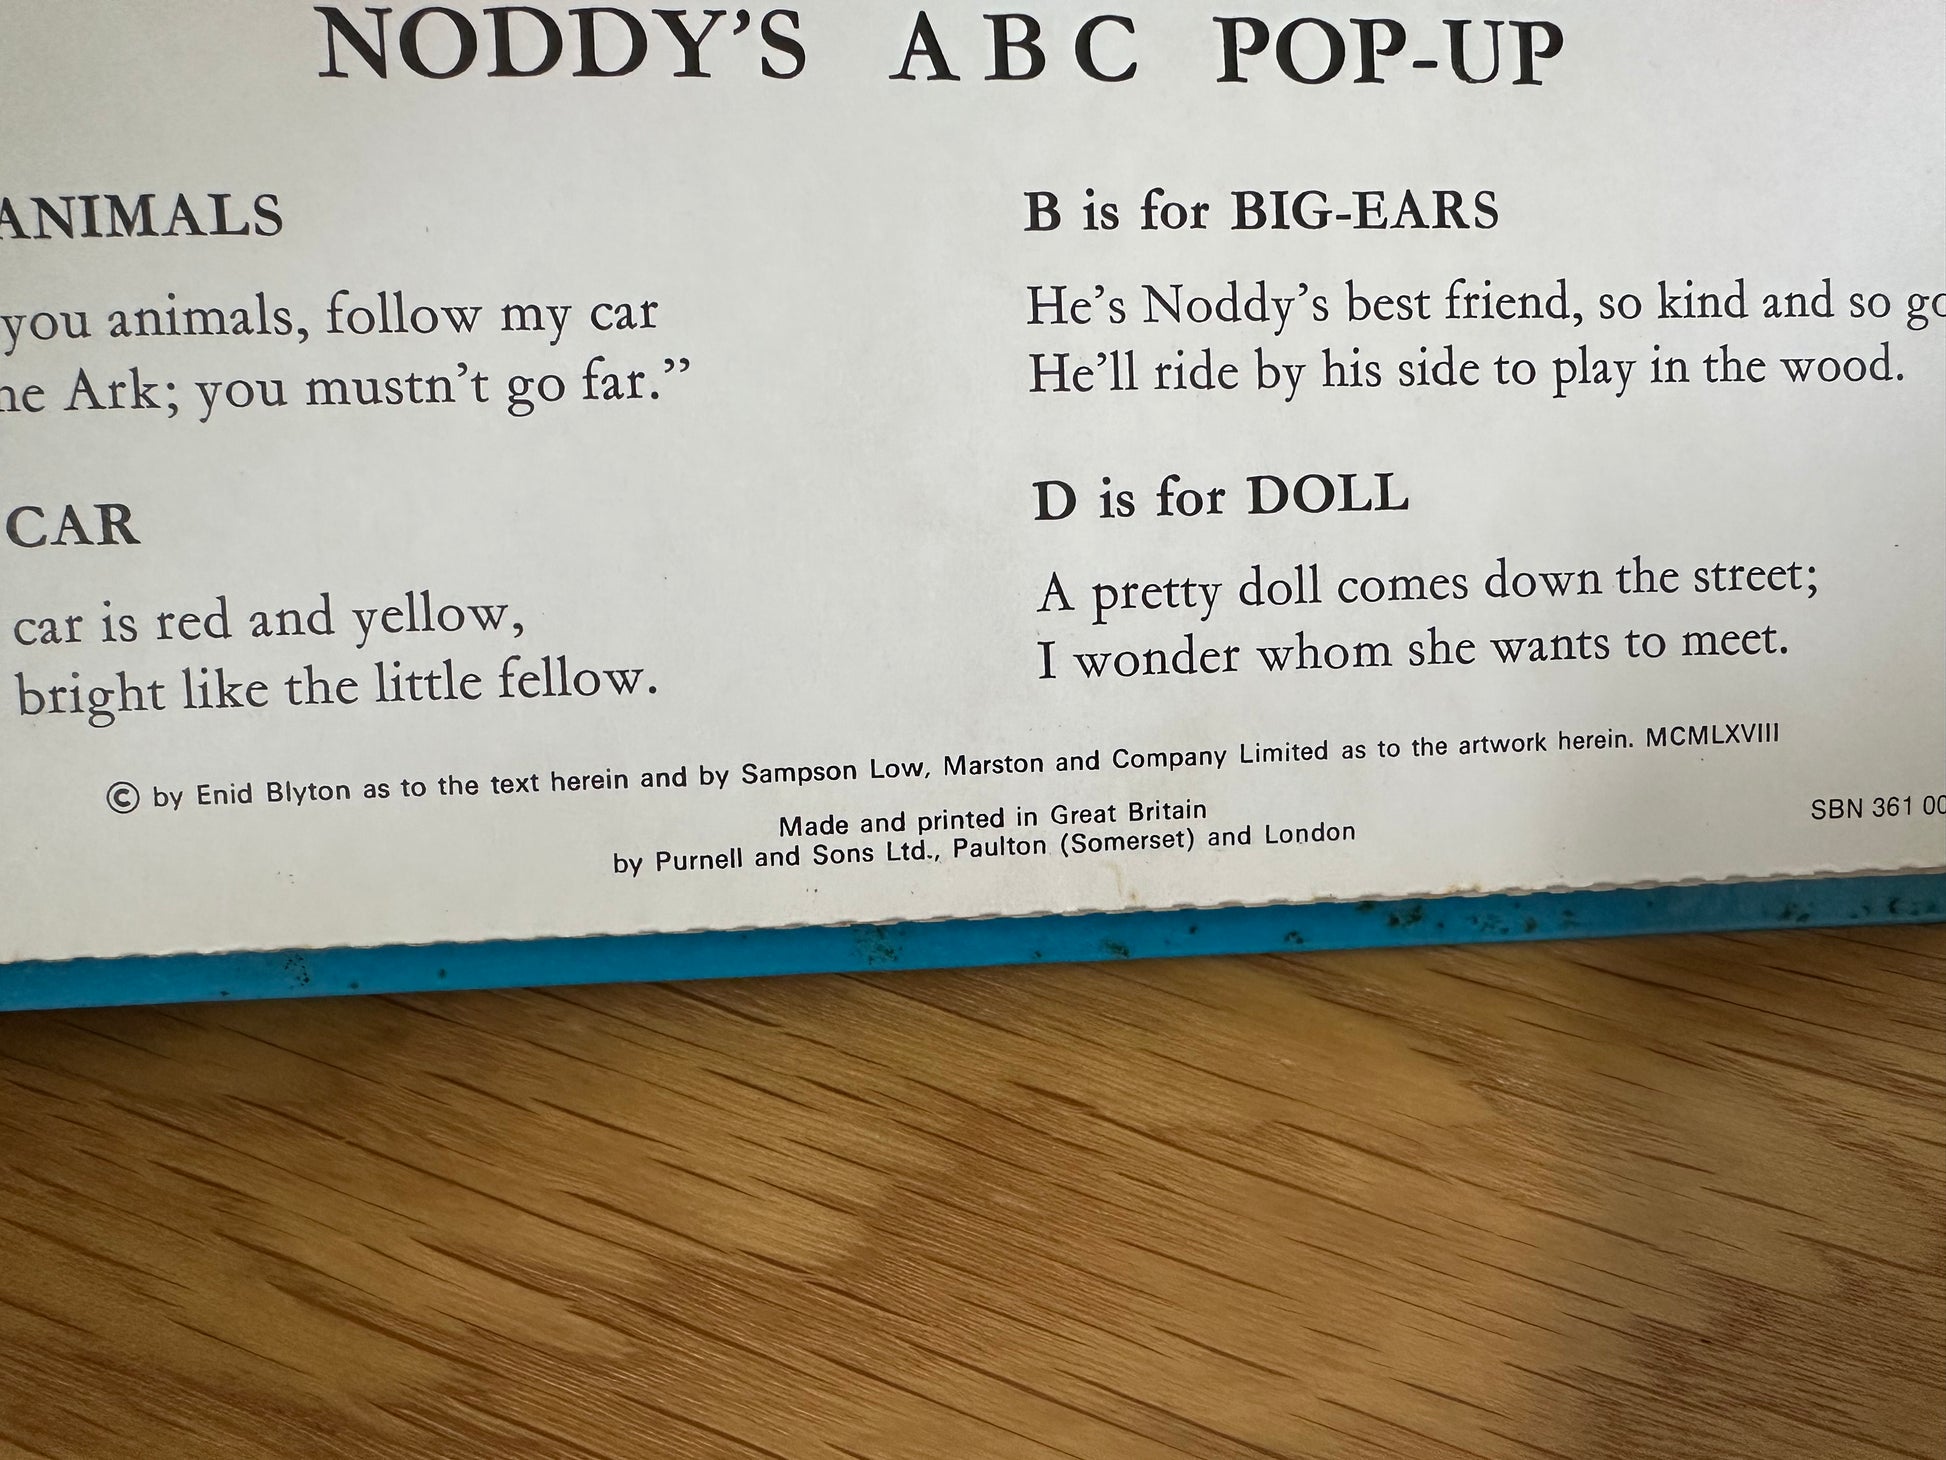 NODDY'S A B C POP-UP
ANIMALS
you animals, follow my car
Ark; you mustn't go far."
CAR
car is red and yellow,
bright like the little fellow.
B is for BIG-EARS
He's Noddy's best friend, so kind and so
He'll ride by his side to play in the wood.
D is for DOLL
A pretty doll comes down the street;
I wonder whom she wants to meet.
© by Enid Blyton as to the text herein and by Sampson Low, Marston and Company Limited as to the artwork herein. MCMLXVIII
Made and printed in Great Britain
by Purnell and Sons Ltd., Paulton (Somerset) and London
SBN 361 00